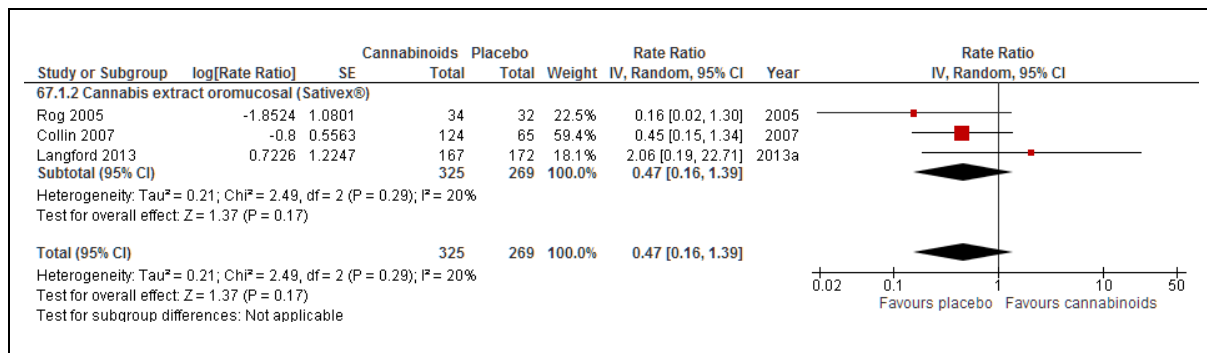 Cannabinoids Placebo Rate Ratio Rate Ratio
Study or Subgroup log[Rate Ratio] SE Total Total Weight IV, Random, 95% CI Year IV, Random, 95% CI
67.1.2 Cannabis extract oromucosal (Sativex®)
Rog 2005 -1.8524 1.0801 34 32 22.5% 0.16 [0.02, 1.30] 2005
Collin 2007 -0.8 0.5563 124 65 59.4% 0.45 [0.15, 1.34] 2007
Langford 2013 0.7226 1.2247 167 172 18.1% 2.06 [0.19, 22.71] 2013a
Subtotal (95% CI) 325 269 100.0% 0.47 [0.16, 1.39]
Heterogeneity: Tau² = 0.21; Chi² = 2.49, df = 2 (P = 0.29); I² = 20%
Test for overall effect: Z = 1.37 (P = 0.17)
Total (95% CI) 325 269 100.0% 0.47 [0.16, 1.39]
Heterogeneity: Tau² = 0.21; Chi² = 2.49, df = 2 (P = 0.29); I² = 20%
Test for overall effect: Z = 1.37 (P = 0.17)
Test for subgroup differences: Not applicable
0.02 0.1 1 10 50
Favours placebo Favours cannabinoids